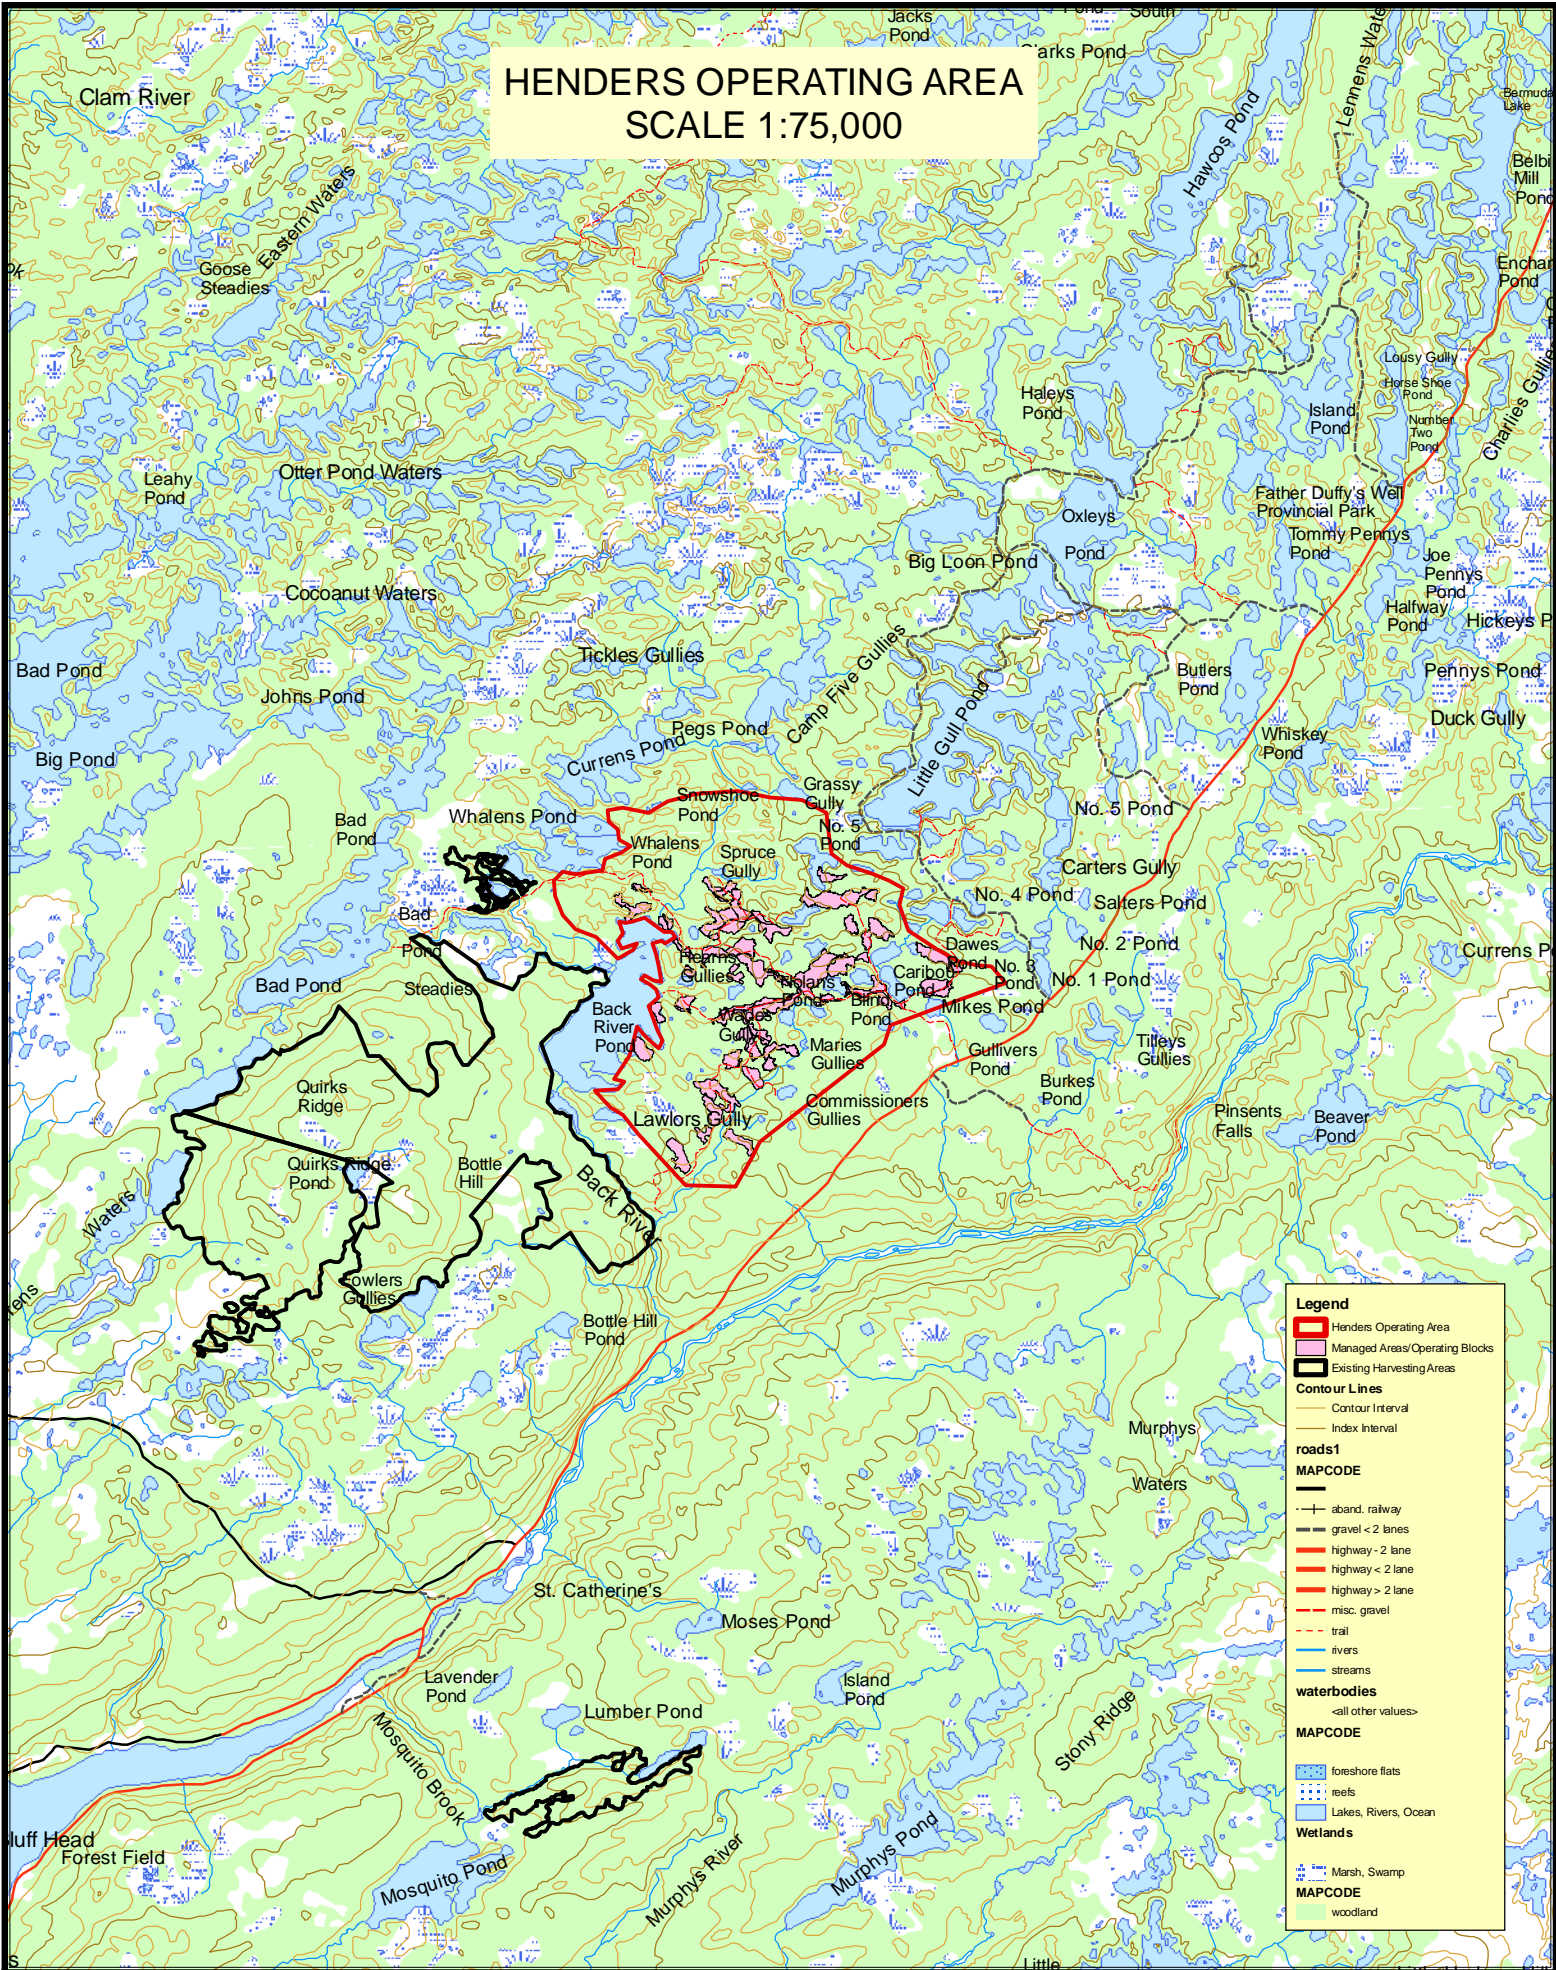 HENDERS OPERATING AREA
SCALE 1:75,000
Jacks
Pond
South
Clam River
Lennens
Bermuda
Lake
Hawcos Pond
Mill
Pond
Eastern Waters
Goose
Steadies
Pond
Lousy Gully
Horse Shoe
Pond
Number
Two
Pond
Charlies
Haleys
Pond
Island
Pond
Otter Pond Waters
Leahy
Pond
Father Duffy's Well
Provincial Park
Tommy Pennys
Pond
Oxleys
Pond
Big Loon Pond
Joe
Pennys
Pond
Halfway
Pond
Hickeys P
Cocoanut Waters
Tickles Gullies
Camp Five Gullies
Bad Pond
Johns Pond
Butlers
Pond
Pennys Pond
Duck Gully
Little Gull Pond
Pegs Pond
Currens Pond
Whiskey
Pond
Big Pond
Grassy
Gully
Snowshoe
Pond
No. 5 Pond
Bad
Pond
Whalens Pond
No. 5
Pond
Whalens
Pond
Spruce
Gully
Carters Gully
No. 4 Pond
Salters Pond
Bad
Pond
Steadies
Dawes
Pond
No. 2 Pond
Currens P
Hearns
Gullies
No. 3
Pond
No. 1 Pond
Caribou
Pond
Bad Pond
Nolans
Pond
Blind
Pond
Mikes Pond
Back
River
Pond
Wades
Gully
Maries
Gullies
Gullivers
Pond
Tilleys
Gullies
Quirks
Ridge
Burkes
Pond
Commissioners
Gullies
Lawlors Gully
Pinsents
Falls
Beaver
Pond
Quirks Ridge
Pond
Bottle
Hill
Back River
Waters
Fowlers
Gullies
Bottle Hill
Pond
Murphys
Waters
St. Catherine's
Moses Pond
Lavender
Pond
Island
Pond
Lumber Pond
Stony Ridge
Mosquito Brook
Head
Forest Field
Mosquito Pond
Murphys River
Murphys Pond
Little
Legend
Henders Operating Area
Managed Areas/Operating Blocks
Existing Harvesting Areas
Contour Lines
Contour Interval
Index Interval
roads1
MAPCODE
aband. railway
gravel < 2 lanes
highway - 2 lane
highway < 2 lane
highway > 2 lane
misc. gravel
trail
rivers
streams
waterbodies
<all other values>
MAPCODE
foreshore flats
reefs
Lakes, Rivers, Ocean
Wetlands
Marsh, Swamp
MAPCODE
woodland